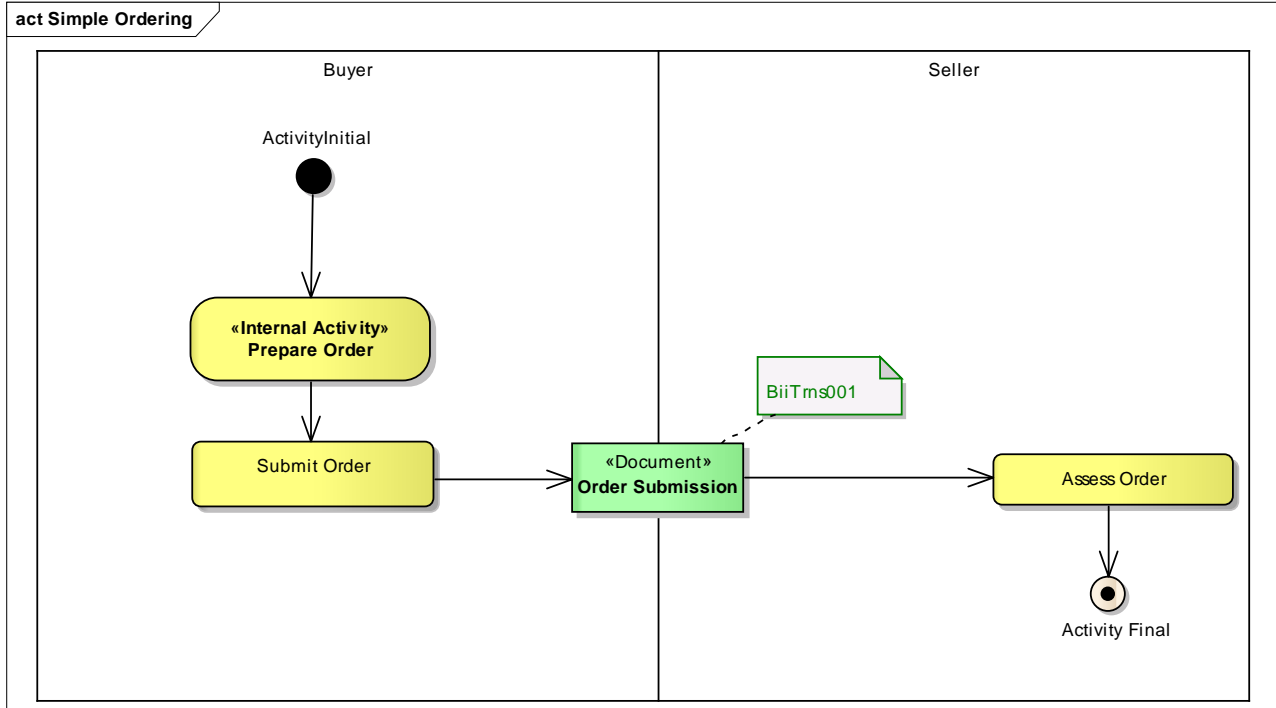 act Simple Ordering
Buyer
Seller
ActivityInitial
«Internal Activity»
Prepare Order
BiiTrns001
Submit Order
«Document»
Order Submission
Assess Order
Activity Final